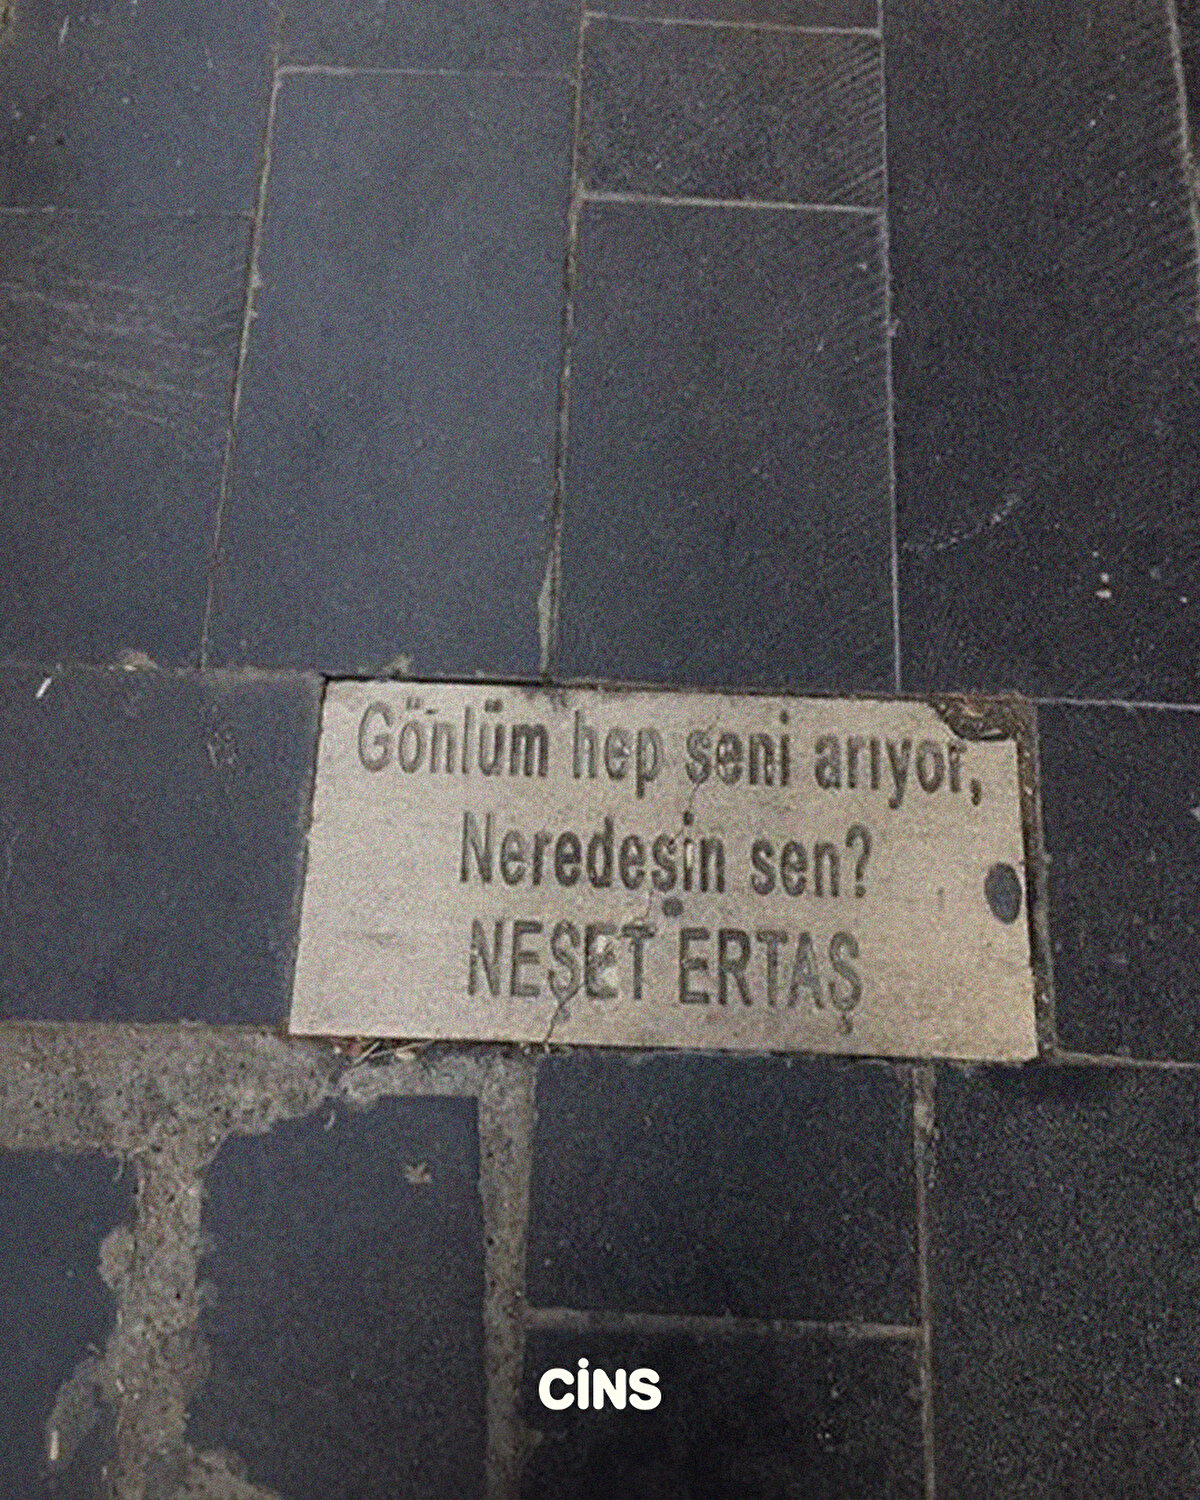 Gönlüm hep seni arıyor,
Neredesin sen?
NEŞET ERTAŞ
CİNS